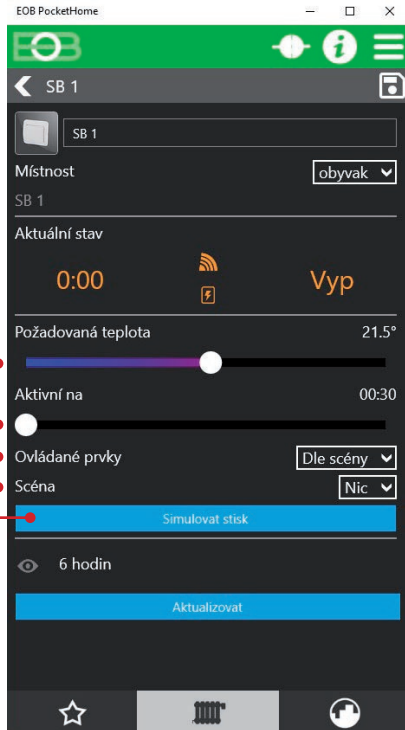 EOB PocketHome
EOB
SB 1
SB 1
Místnost
obyvak
SB 1
Aktuální stav
0:00
Vyp
Požadovaná teplota
21.5°
Aktivní na
00:30
Ovládané prvky
Dle scény
Scéna
Nic
Simulovat stisk
6 hodin
Aktualizovat